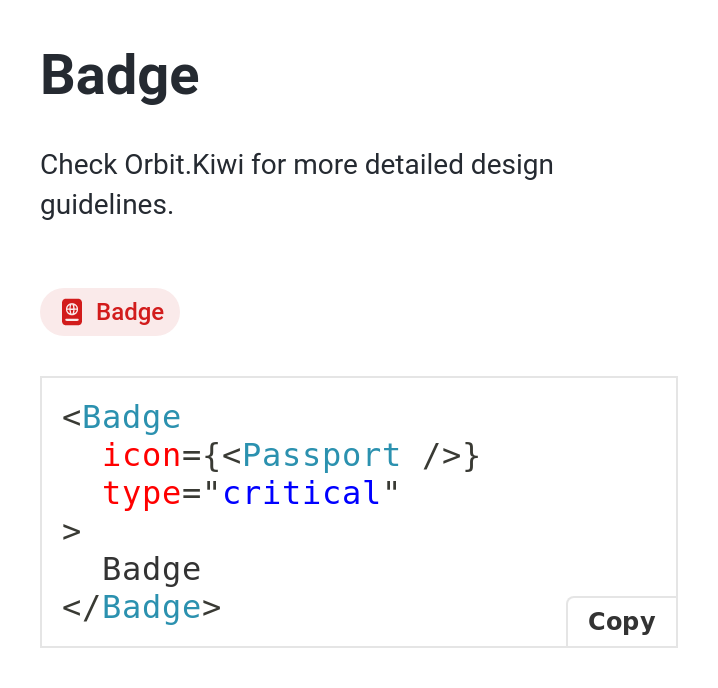 Badge
Check Orbit.Kiwi for more detailed design
guidelines.
Badge
<Badge
  icon={<Passport />}
  type="critical"
>
  Badge
</Badge>
Copy